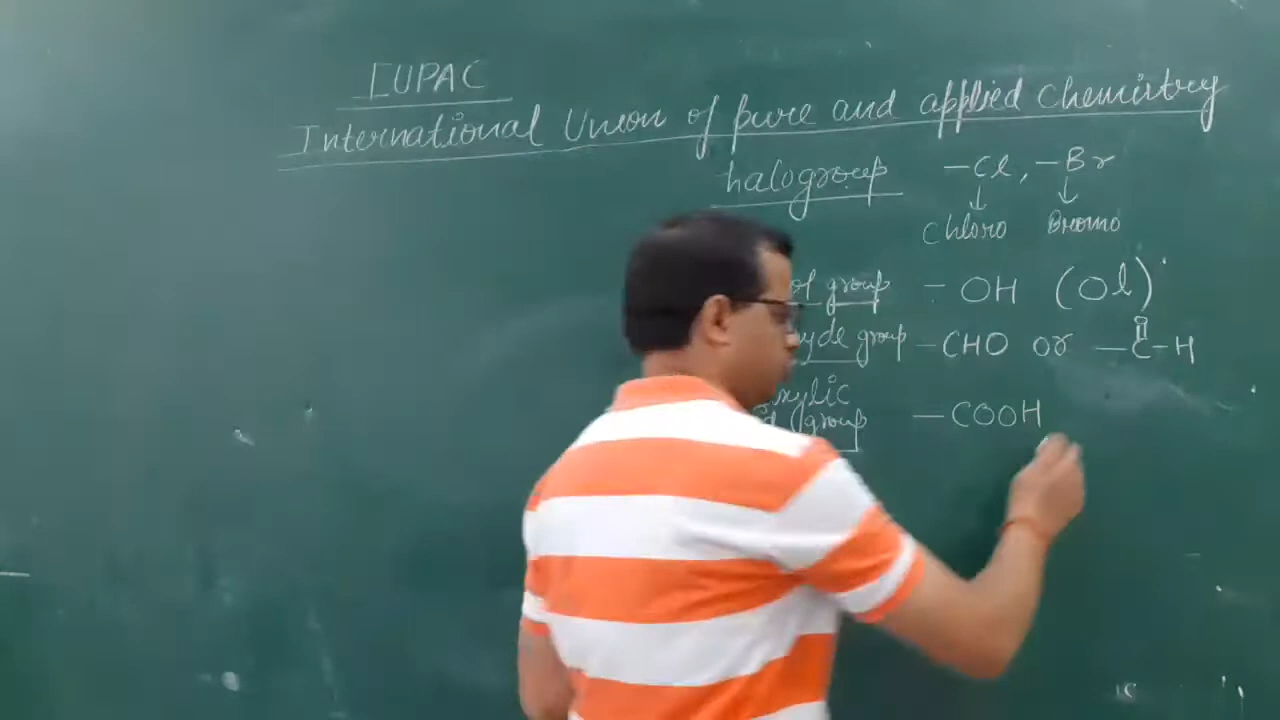 IUPAC
International Union of pure and applied Chemistry
halogroup –Cl, –Br
↓ ↓
Chloro Bromo
group – OH (Ol)
group –CHO or –C–H
O
–COOH
group